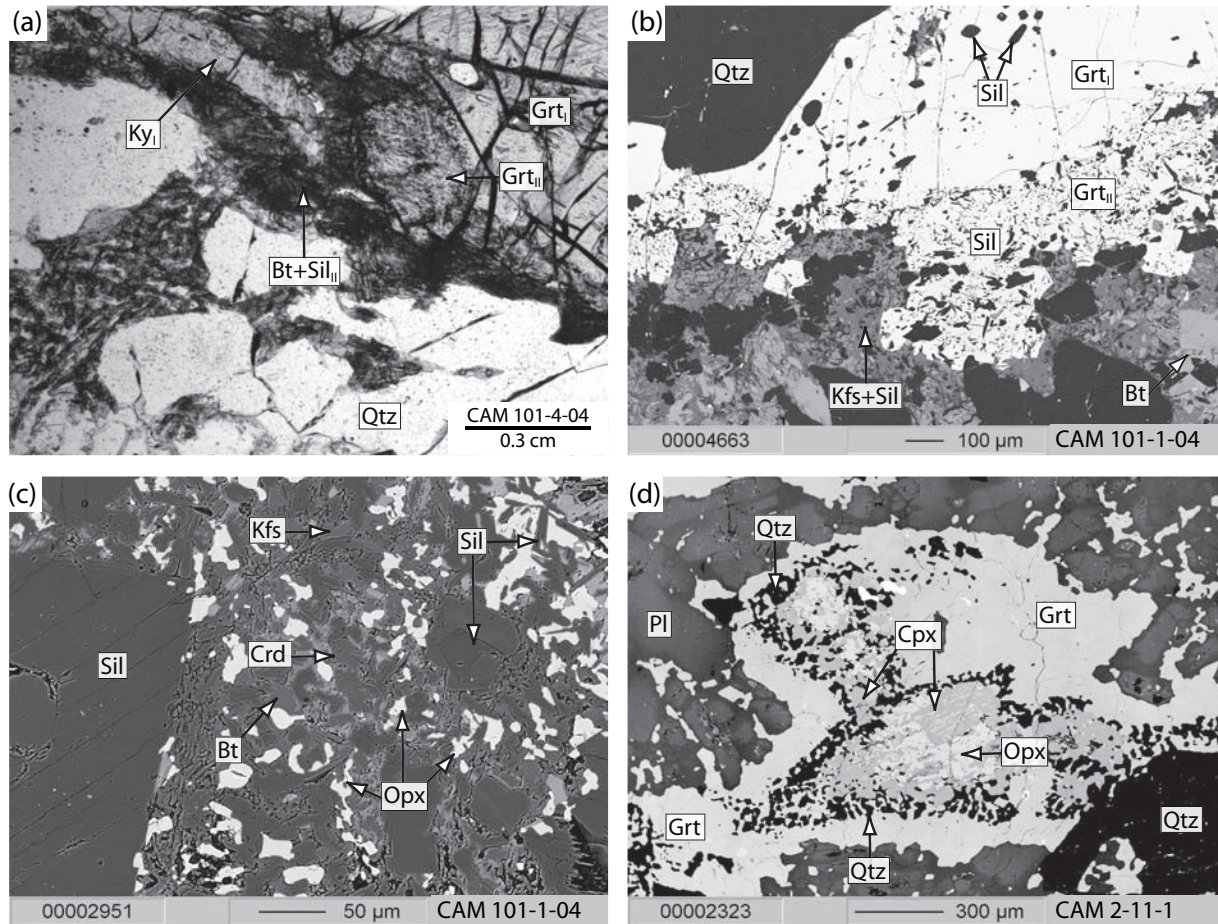 (a)
Ky_I
Grt_I
Grt_II
Bt+Sil_II
Qtz
CAM 101-4-04
0.3 cm
(b)
Qtz
Sil
Grt_I
Grt_II
Sil
Kfs+Sil
Bt
00004663
100 µm
CAM 101-1-04
(c)
Kfs
Sil
Sil
Crd
Bt
Opx
00002951
50 µm
CAM 101-1-04
(d)
Qtz
Pl
Cpx
Grt
Opx
Grt
Qtz
Qtz
00002323
300 µm
CAM 2-11-1